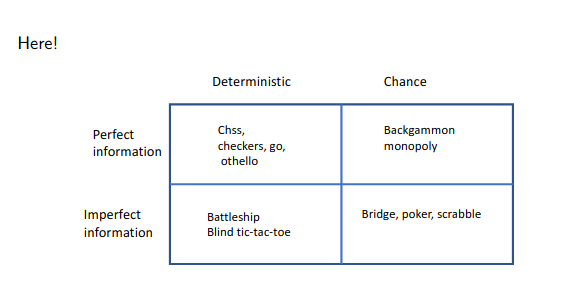 Here!
Deterministic
Chance
Perfect
information
Chss,
checkers, go,
othello
Backgammon
monopoly
Imperfect
information
Battleship
Blind tic-tac-toe
Bridge, poker, scrabble